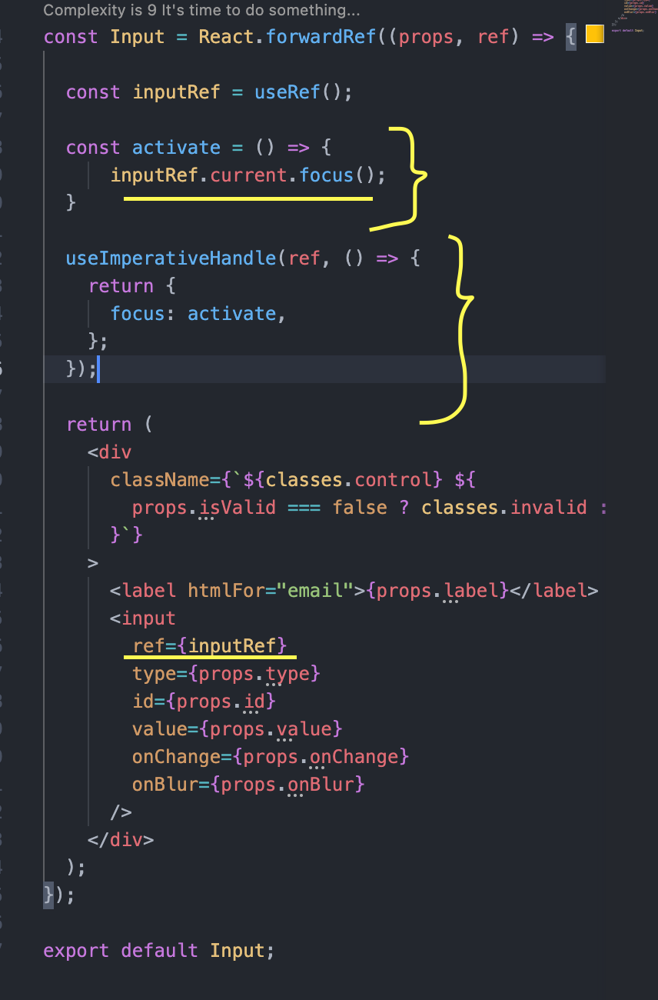 Complexity is 9 It's time to do something...
const Input = React.forwardRef((props, ref) => {
const inputRef = useRef();
const activate = () => {
inputRef.current.focus();
}
useImperativeHandle(ref, () => {
return {
focus: activate,
};
});
return (
<div
className={`${classes.control} ${
props.isValid === false ? classes.invalid :
}`}
>
<label htmlFor="email">{props.label}</label>
<input
ref={inputRef}
type={props.type}
id={props.id}
value={props.value}
onChange={props.onChange}
onBlur={props.onBlur}
/>
</div>
);
});
export default Input;